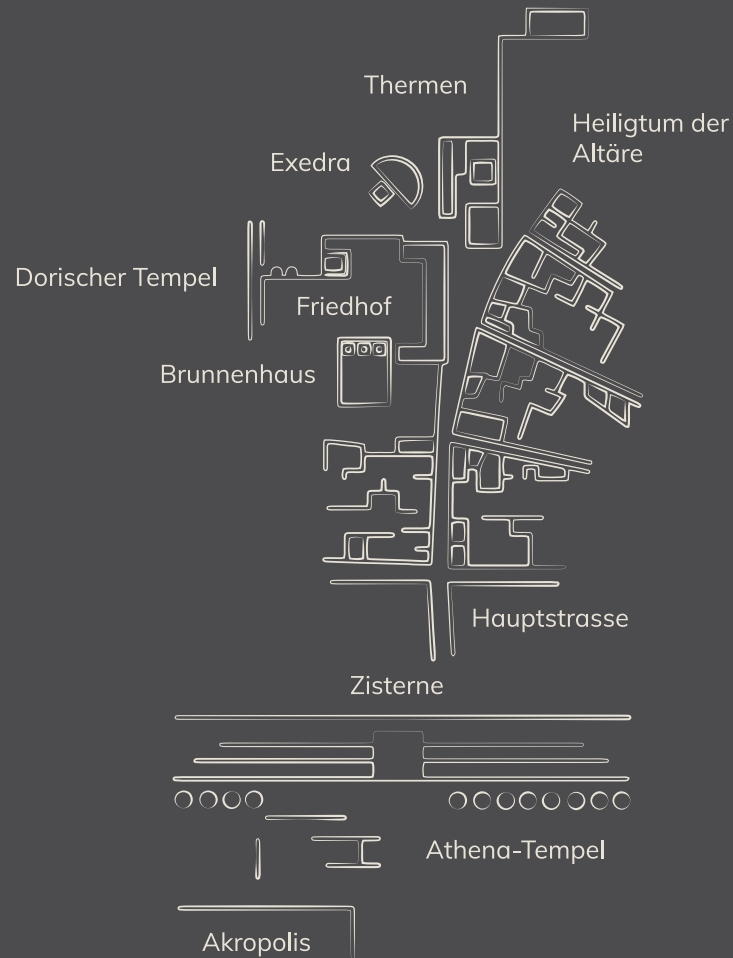 Thermen
Heiligtum der
Altäre
Exedra
Dorischer Tempel
Friedhof
Brunnenhaus
Hauptstrasse
Zisterne
Athena-Tempel
Akropolis